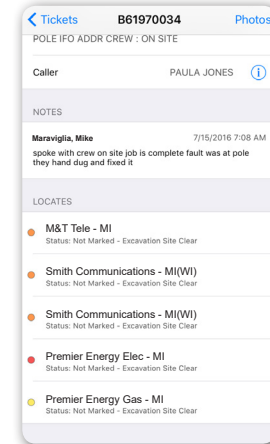 Tickets B61970034 Photos
POLE IFO ADDR CREW : ON SITE
Caller PAULA JONES i
NOTES
Maraviglia, Mike 7/15/2016 7:08 AM
spoke with crew on site job is complete fault was at pole
they hand dug and fixed it
LOCATES
M&T Tele - MI
Status: Not Marked - Excavation Site Clear
Smith Communications - MI(WI)
Status: Not Marked - Excavation Site Clear
Smith Communications - MI(WI)
Status: Not Marked - Excavation Site Clear
Premier Energy Elec - MI
Status: Not Marked - Excavation Site Clear
Premier Energy Gas - MI
Status: Not Marked - Excavation Site Clear